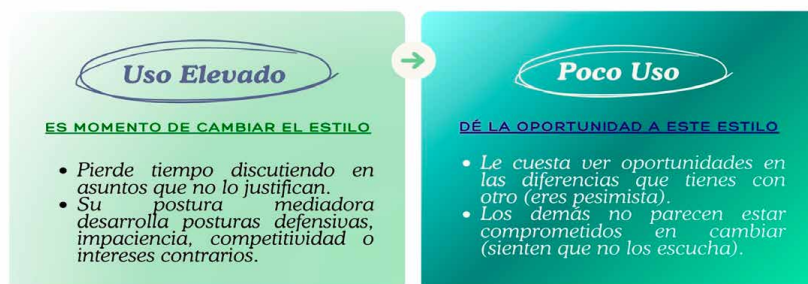 Uso Elevado
ES MOMENTO DE CAMBIAR EL ESTILO
• Pierde tiempo discutiendo en
asuntos que no lo justifican.
• Su postura mediadora
desarrolla posturas defensivas,
impaciencia, competitividad o
intereses contrarios.
Poco Uso
DÉ LA OPORTUNIDAD A ESTE ESTILO
• Le cuesta ver oportunidades en
las diferencias que tienes con
otro (eres pesimista).
• Los demás no parecen estar
comprometidos en cambiar
(sienten que no los escucha).